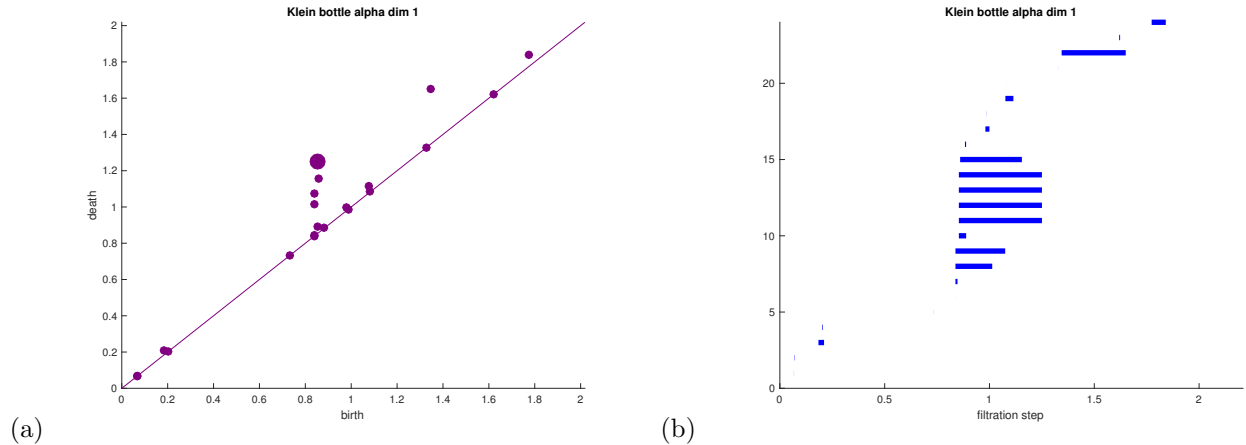 Klein bottle alpha dim 1
2
1.8
1.6
1.4
1.2
1
0.8
0.6
0.4
0.2
0
death
0 0.2 0.4 0.6 0.8 1 1.2 1.4 1.6 1.8 2
birth
(a)
Klein bottle alpha dim 1
20
15
10
5
0
0 0.5 1 1.5 2
filtration step
(b)